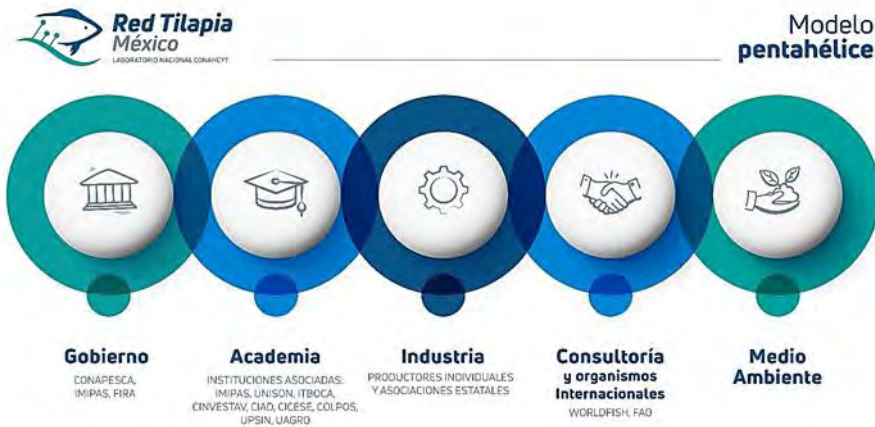 Red Tilapia
México
LABORATORIO NACIONAL CONAHCYT
Modelo
pentahélice
Gobierno
CONAPESCA,
IMIPAS, FIRA
Academia
INSTITUCIONES ASOCIADAS:
IMIPAS, UNISON, ITBOCA,
CINVESTAV, CIAD, CICESE, COLPOS,
UPSIN, UAGRO
Industria
PRODUCTORES INDIVIDUALES
Y ASOCIACIONES ESTATALES
Consultoría
y organismos
Internacionales
WORLDFISH, FAO
Medio
Ambiente